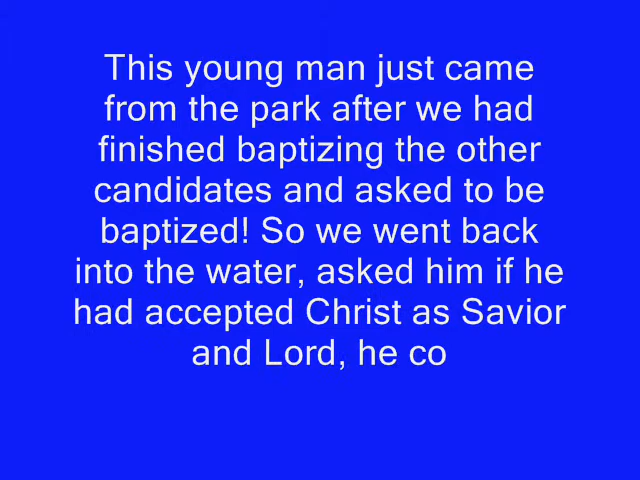 This young man just came
from the park after we had
finished baptizing the other
candidates and asked to be
baptized! So we went back
into the water, asked him if he
had accepted Christ as Savior
and Lord, he co